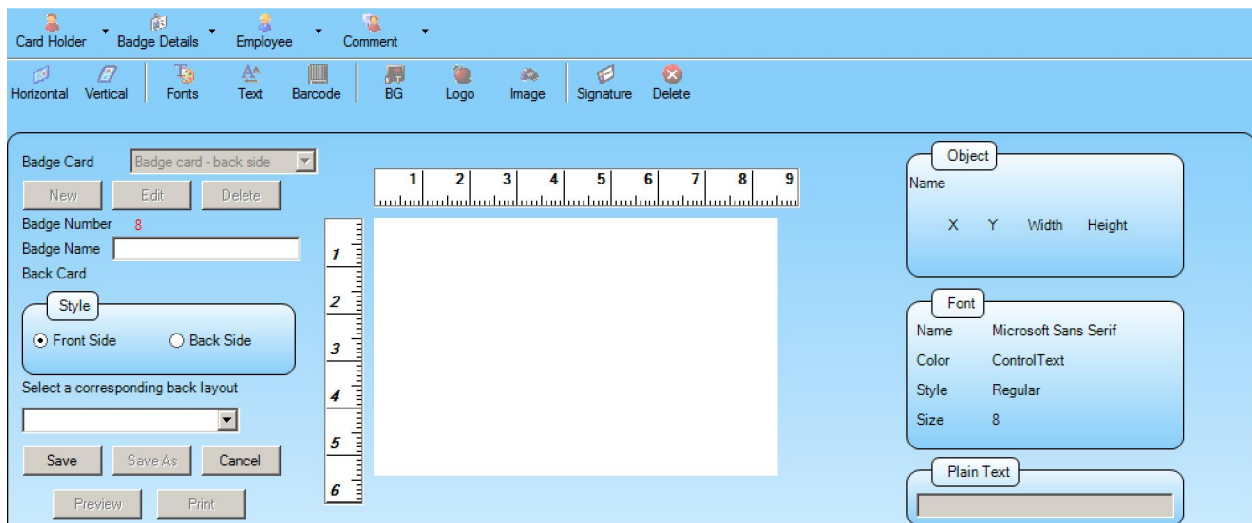 Card Holder Badge Details Employee Comment
Horizontal Vertical Fonts Text Barcode BG Logo Image Signature Delete
Badge Card Badge card - back side
New Edit Delete
Badge Number 8
Badge Name
Back Card
Style
Front Side Back Side
Select a corresponding back layout
Save Save As Cancel
Preview Print
1 2 3 4 5 6 7 8 9
1
2
3
4
5
6
Object
Name
X Y Width Height
Font
Name Microsoft Sans Serif
Color ControlText
Style Regular
Size 8
Plain Text